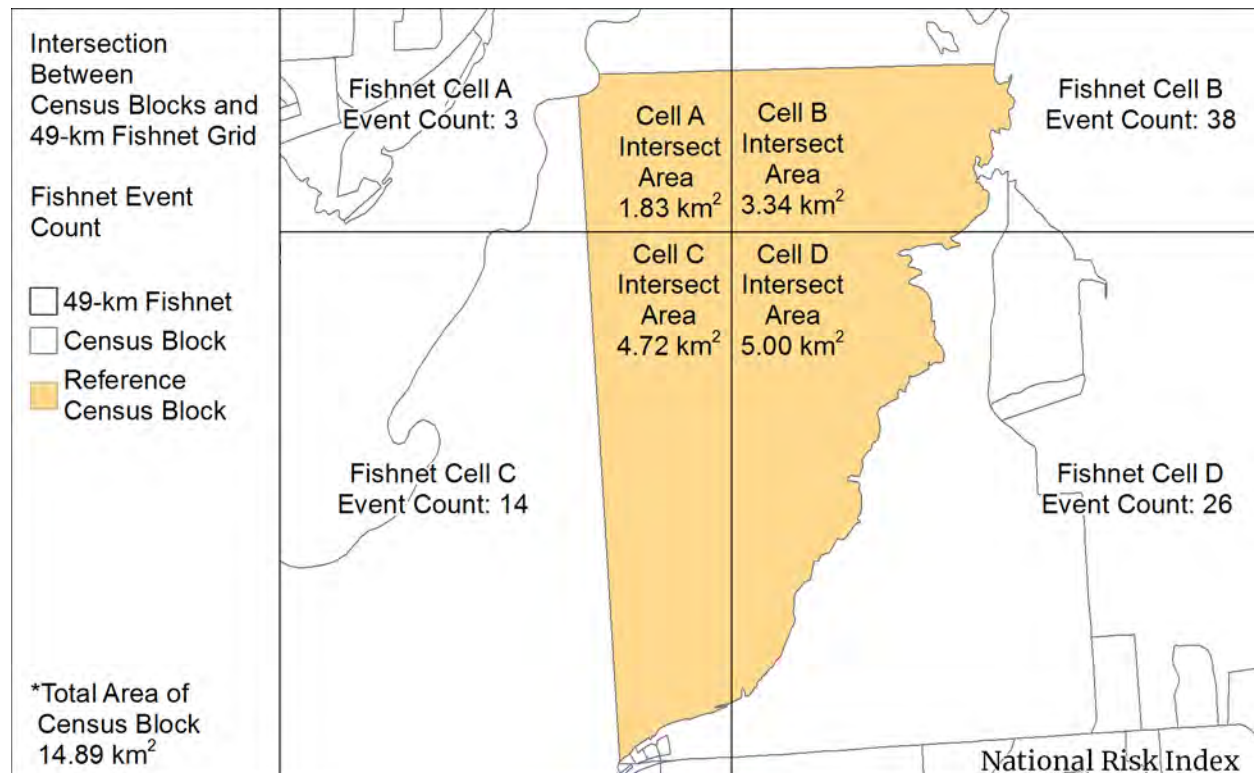 Intersection
Between
Census Blocks and
49-km Fishnet Grid
Fishnet Event
Count
49-km Fishnet
Census Block
Reference
Census Block
*Total Area of
Census Block
14.89 km²
Fishnet Cell A
Event Count: 3
Cell A
Intersect
Area
1.83 km²
Cell B
Intersect
Area
3.34 km²
Fishnet Cell B
Event Count: 38
Cell C
Intersect
Area
4.72 km²
Cell D
Intersect
Area
5.00 km²
Fishnet Cell C
Event Count: 14
Fishnet Cell D
Event Count: 26
National Risk Index